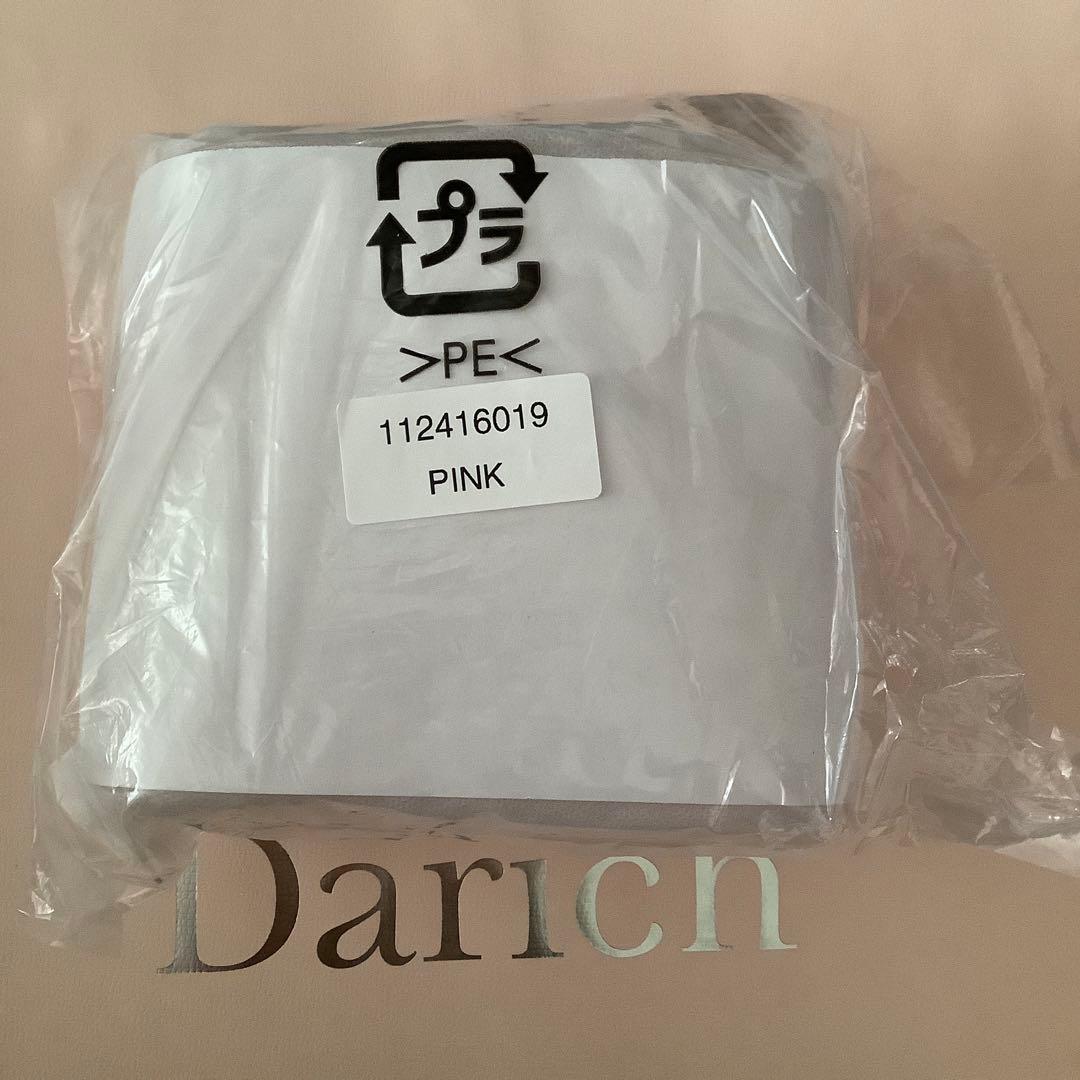 プラ
>PE<
112416019
PINK
Darich